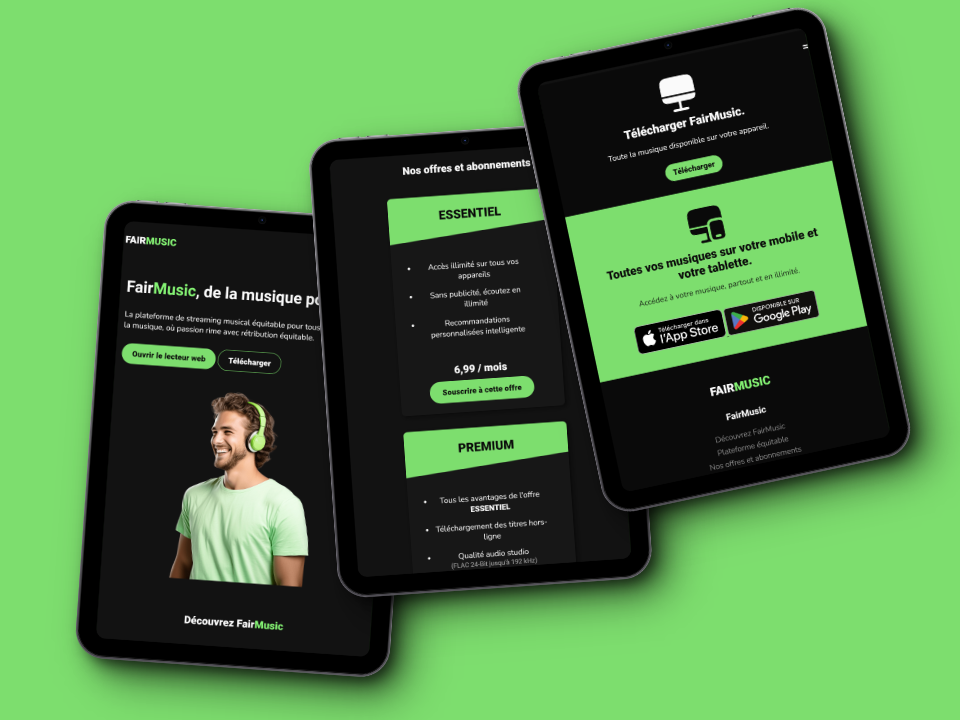 FAIRMUSIC
FairMusic, de la musique
La plateforme de streaming musical équitable pour tous
la musique, où passion rime avec rétribution équitable.
Ouvrir le lecteur web
Télécharger
Découvrez FairMusic
Nos offres et abonnements
ESSENTIEL
• Accès illimité sur tous vos
appareils
• Sans publicité, écoutez en
illimité
• Recommandations
personnalisées intelligente
6,99 / mois
Souscrire à cette offre
PREMIUM
• Tous les avantages de l'offre
ESSENTIEL
• Téléchargement des titres hors-
ligne
• Qualité audio studio
(FLAC 24-Bit jusqu'à 192 kHz)
Télécharger FairMusic.
Toute la musique disponible sur votre appareil.
Télécharger
Toutes vos musiques sur votre mobile et
votre tablette.
Accédez à votre musique, partout et en illimité.
Télécharger dans
l'App Store
DISPONIBLE SUR
Google Play
FAIRMUSIC
FairMusic
Découvrez FairMusic
Plateforme équitable
Nos offres et abonnements